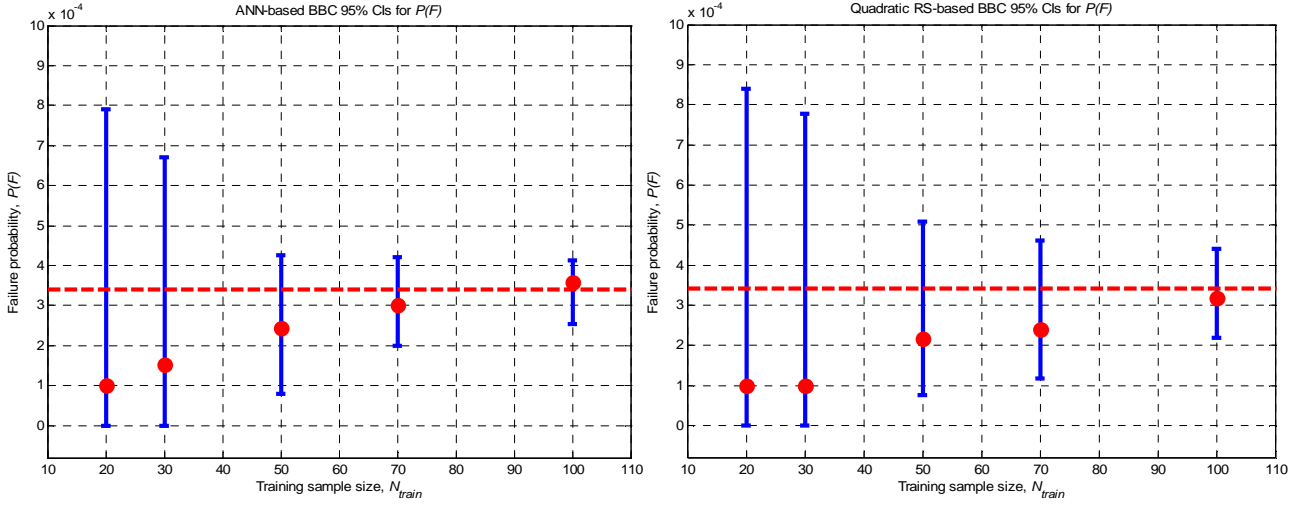 x 10⁻⁴
ANN-based BBC 95% CIs for P(F)
10
9
8
7
6
5
4
3
2
1
0
Failure probability, P(F)
10 20 30 40 50 60 70 80 90 100 110
Training sample size, N_train
x 10⁻⁴
Quadratic RS-based BBC 95% CIs for P(F)
10
9
8
7
6
5
4
3
2
1
0
Failure probability, P(F)
10 20 30 40 50 60 70 80 90 100 110
Training sample size, N_train